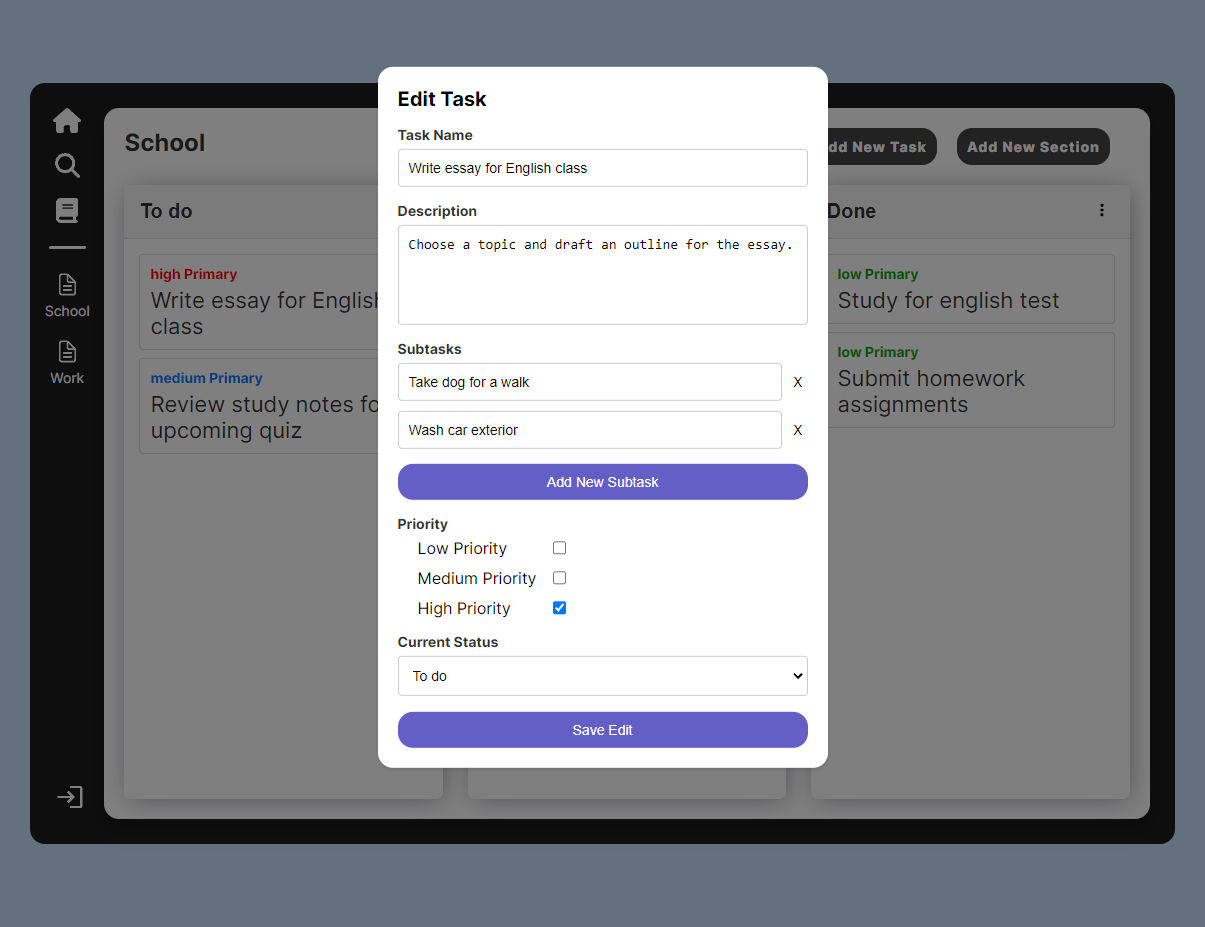 School
Work
School
dd New Task
Add New Section
To do
high Primary
Write essay for English
class
medium Primary
Review study notes fo
upcoming quiz
Edit Task
Task Name
Write essay for English class
Description
Choose a topic and draft an outline for the essay.
Subtasks
Take dog for a walk
X
Wash car exterior
X
Add New Subtask
Priority
Low Priority
Medium Priority
High Priority
Current Status
To do
Save Edit
Done
low Primary
Study for english test
low Primary
Submit homework
assignments